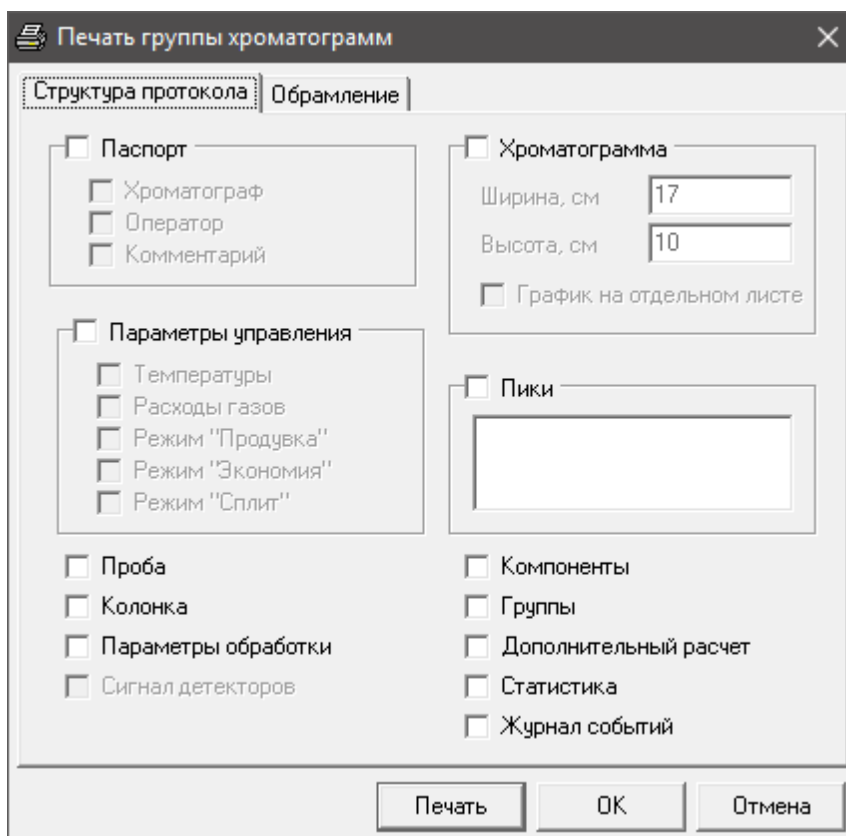 Печать группы хроматограмм
Структура протокола
Обрамление
Паспорт
Хроматограф
Оператор
Комментарий
Параметры управления
Температуры
Расходы газов
Режим "Продувка"
Режим "Экономия"
Режим "Сплит"
Проба
Колонка
Параметры обработки
Сигнал детекторов
Хроматограмма
Ширина, см 17
Высота, см 10
График на отдельном листе
Пики
Компоненты
Группы
Дополнительный расчет
Статистика
Журнал событий
Печать
OK
Отмена